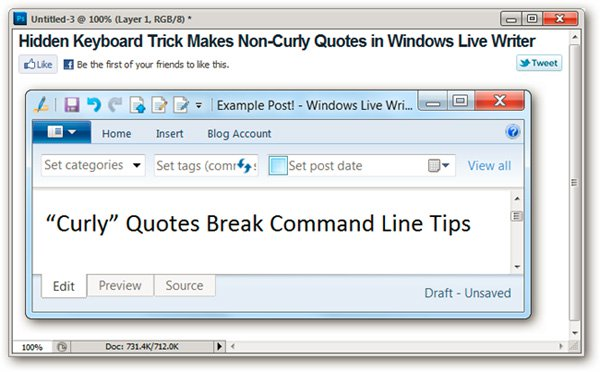 Untitled-3 @ 100% (Layer 1, RGB/8) *
Hidden Keyboard Trick Makes Non-Curly Quotes in Windows Live Writer
Like Be the first of your friends to like this. Tweet
Example Post! - Windows Live Wri...
Home Insert Blog Account
Set categories Set tags (comm s Set post date View all
“Curly” Quotes Break Command Line Tips
Edit Preview Source
Draft - Unsaved
100% Doc: 731.4K/712.0K